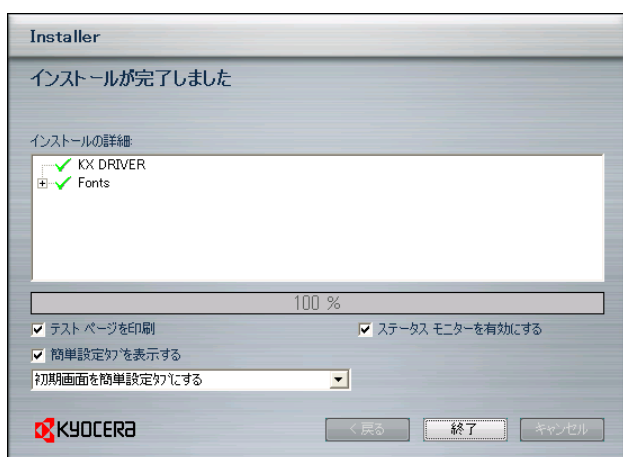 Installer
インストールが完了しました
インストールの詳細:
KX DRIVER
Fonts
100 %
テスト ページを印刷
ステータス モニターを有効にする
簡単設定タブを表示する
初期画面を簡単設定タブにする
KYOCERA
< 戻る
終了
キャンセル